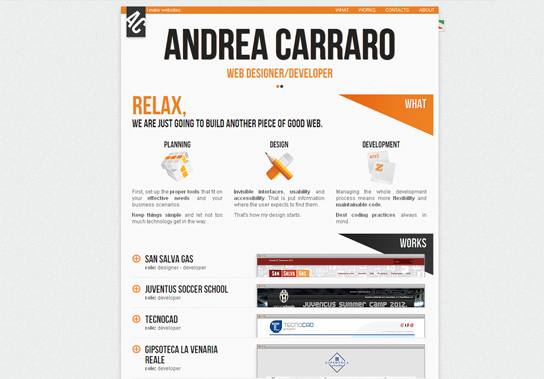 I make websites
WHAT WORKS CONTACTS ABOUT
ANDREA CARRARO
WEB DESIGNER/DEVELOPER
RELAX,
WE ARE JUST GOING TO BUILD ANOTHER PIECE OF GOOD WEB.
WHAT
PLANNING
First, set up the proper tools that fit on
your effective needs and your
business scenarios.
Keep things simple and let not too
much technology get in the way.
DESIGN
Invisible interfaces, usability and
accessibility. That is put information
where the user expects to find them.
That's how my design starts.
DEVELOPMENT
Managing the whole development
process means more flexibility and
maintainable code.
Best coding practices always in
mind.
WORKS
SAN SALVA GAS
role: designer - developer
SAN SALVA GAS
JUVENTUS SOCCER SCHOOL
role: developer
JUVENTUS SUMMER CAMP 2012
TECNOCAD
role: developer
TECNOCAD
GIPSOTECA LA VENARIA
REALE
role: developer
GIPSOTECA